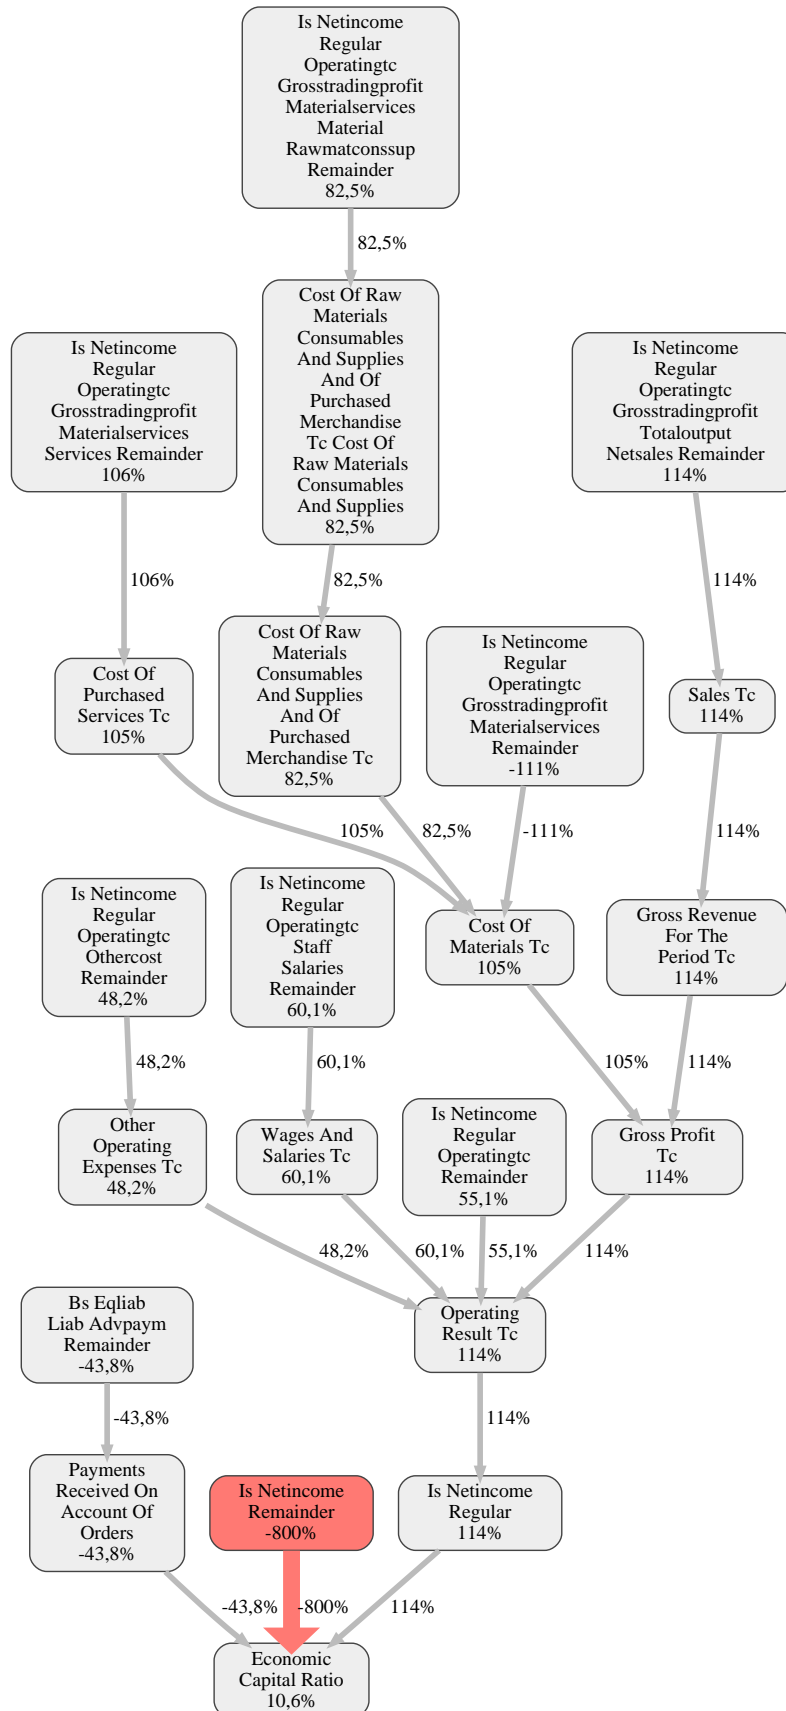 Is Netincome
Regular
Operatingtc
Grosstradingprofit
Materialservices
Material
Rawmatconssup
Remainder
82,5%
82,5%
Cost Of Raw
Materials
Consumables
And Supplies
And Of
Purchased
Merchandise
Tc Cost Of
Raw Materials
Consumables
And Supplies
82,5%
Is Netincome
Regular
Operatingtc
Grosstradingprofit
Materialservices
Services Remainder
106%
Is Netincome
Regular
Operatingtc
Grosstradingprofit
Totaloutput
Netsales Remainder
114%
106%
82,5%
114%
Cost Of
Purchased
Services Tc
105%
Cost Of Raw
Materials
Consumables
And Supplies
And Of
Purchased
Merchandise Tc
82,5%
Is Netincome
Regular
Operatingtc
Grosstradingprofit
Materialservices
Remainder
-111%
Sales Tc
114%
105%
82,5%
-111%
114%
Is Netincome
Regular
Operatingtc
Othercost
Remainder
48,2%
Is Netincome
Regular
Operatingtc
Staff
Salaries
Remainder
60,1%
Cost Of
Materials Tc
105%
Gross Revenue
For The
Period Tc
114%
48,2%
60,1%
105%
114%
Other
Operating
Expenses Tc
48,2%
Wages And
Salaries Tc
60,1%
Is Netincome
Regular
Operatingtc
Remainder
55,1%
Gross Profit
Tc
114%
48,2%
60,1%
55,1%
114%
Bs Eqliab
Liab Advpaym
Remainder
-43,8%
Operating
Result Tc
114%
-43,8%
114%
Payments
Received On
Account Of
Orders
-43,8%
Is Netincome
Remainder
-800%
Is Netincome
Regular
114%
-43,8%
-800%
114%
Economic
Capital Ratio
10,6%